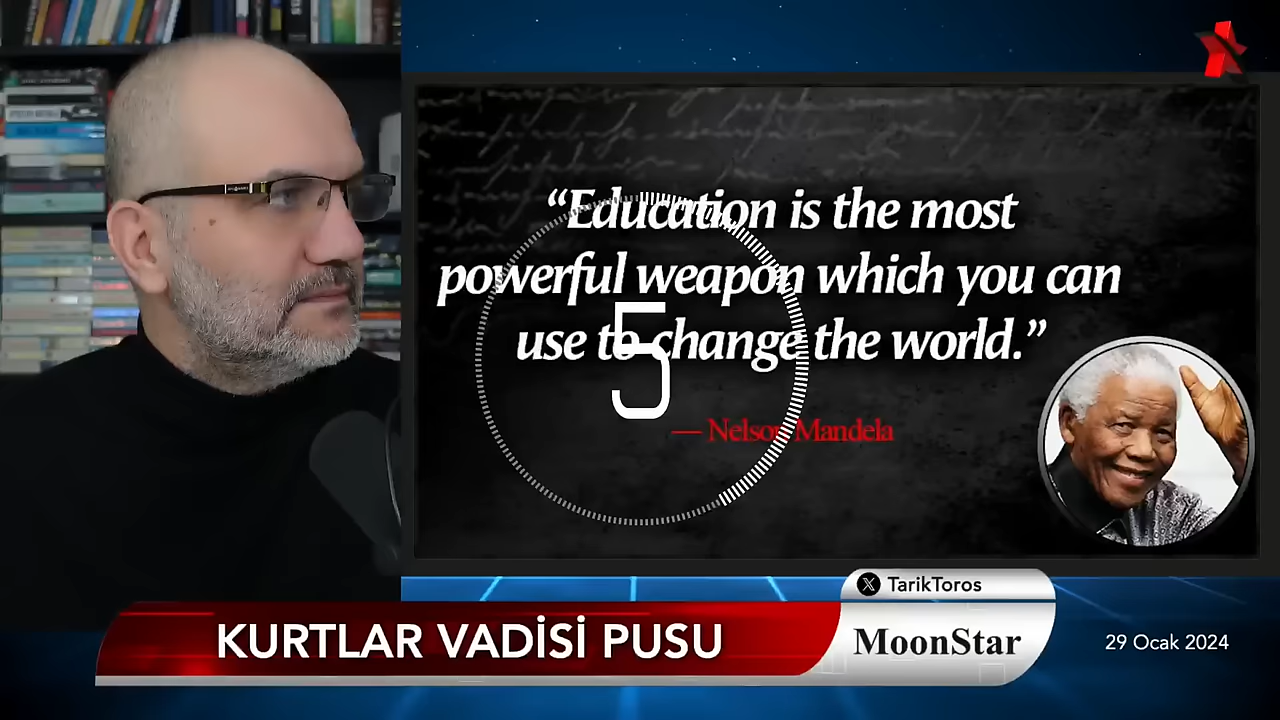 “Education is the most
powerful weapon which you can
use to change the world.”
— Nelson Mandela
5
TarikToros
KURTLAR VADİSİ PUSU
MoonStar
29 Ocak 2024